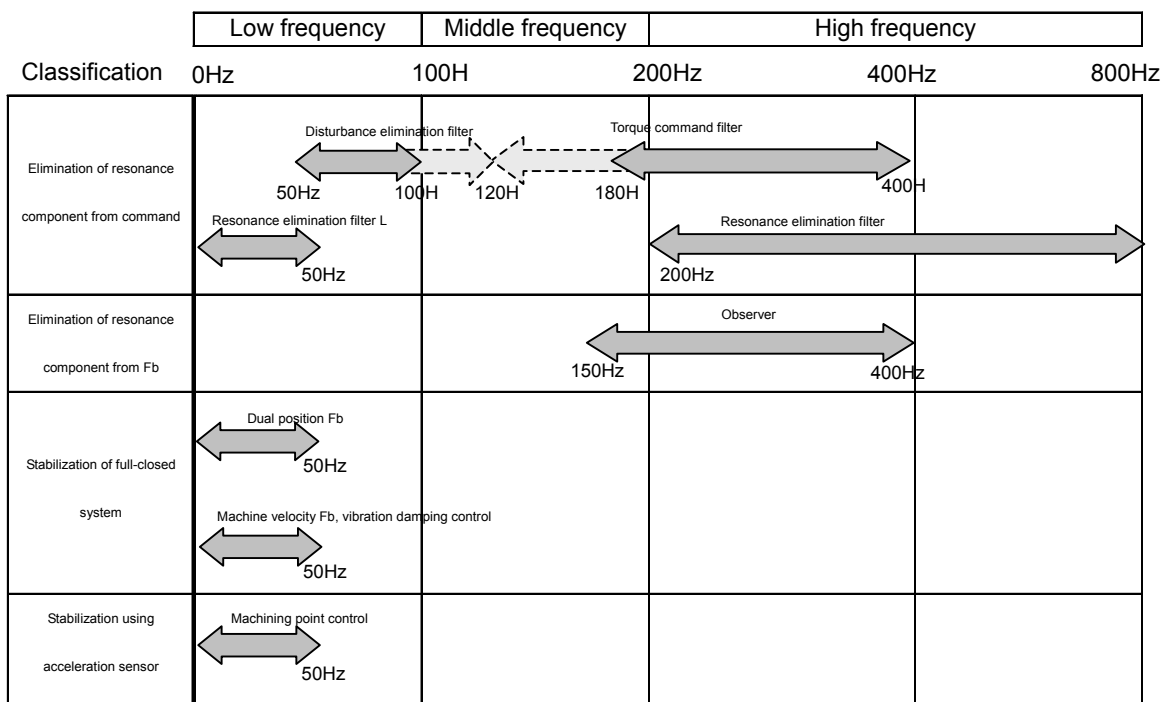 Low frequency Middle frequency High frequency
Classification 0Hz 100H 200Hz 400Hz 800Hz
Elimination of resonance
component from command
Disturbance elimination filter
Torque command filter
50Hz 100H 120H 180H 400H
Resonance elimination filter L
Resonance elimination filter
50Hz
200Hz
Elimination of resonance
component from Fb
Observer
150Hz 400Hz
Stabilization of full-closed
system
Dual position Fb
50Hz
Machine velocity Fb, vibration damping control
50Hz
Stabilization using
acceleration sensor
Machining point control
50Hz